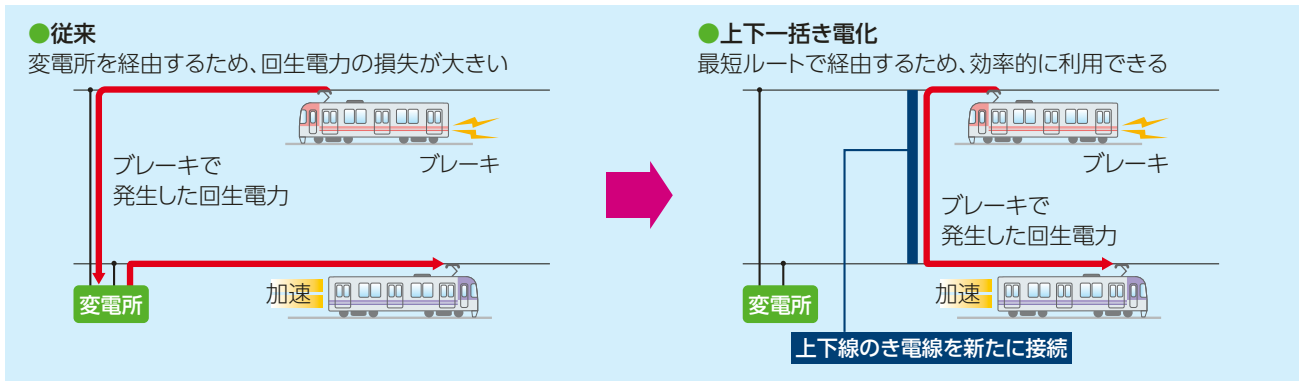 ●従来
変電所を経由するため、回生電力の損失が大きい
ブレーキで
発生した回生電力
ブレーキ
加速
変電所
●上下一括き電化
最短ルートで経由するため、効率的に利用できる
ブレーキ
ブレーキで
発生した回生電力
加速
変電所
上下線のき電線を新たに接続